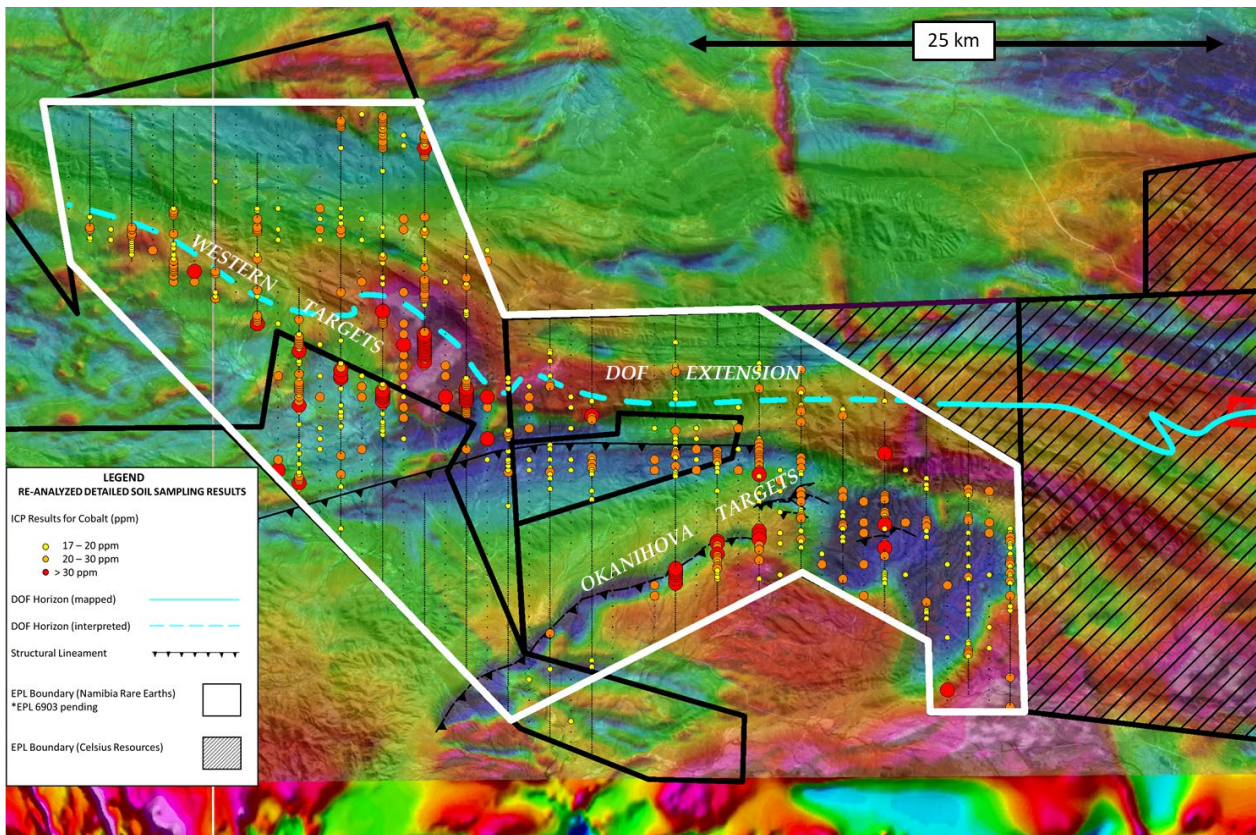 25 km
WESTERN TARGETS
DOF EXTENSION
OKANIHOVA TARGETS
LEGEND
RE-ANALYZED DETAILED SOIL SAMPLING RESULTS
ICP Results for Cobalt (ppm)
17 – 20 ppm
20 – 30 ppm
> 30 ppm
DOF Horizon (mapped)
DOF Horizon (interpreted)
Structural Lineament
EPL Boundary (Namibia Rare Earths)
*EPL 6903 pending
EPL Boundary (Celsius Resources)